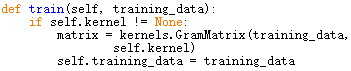 def train(self, training_data):
    if self.kernel != None:
        matrix = kernels.GramMatrix(training_data,
                self.kernel)
        self.training_data = training_data